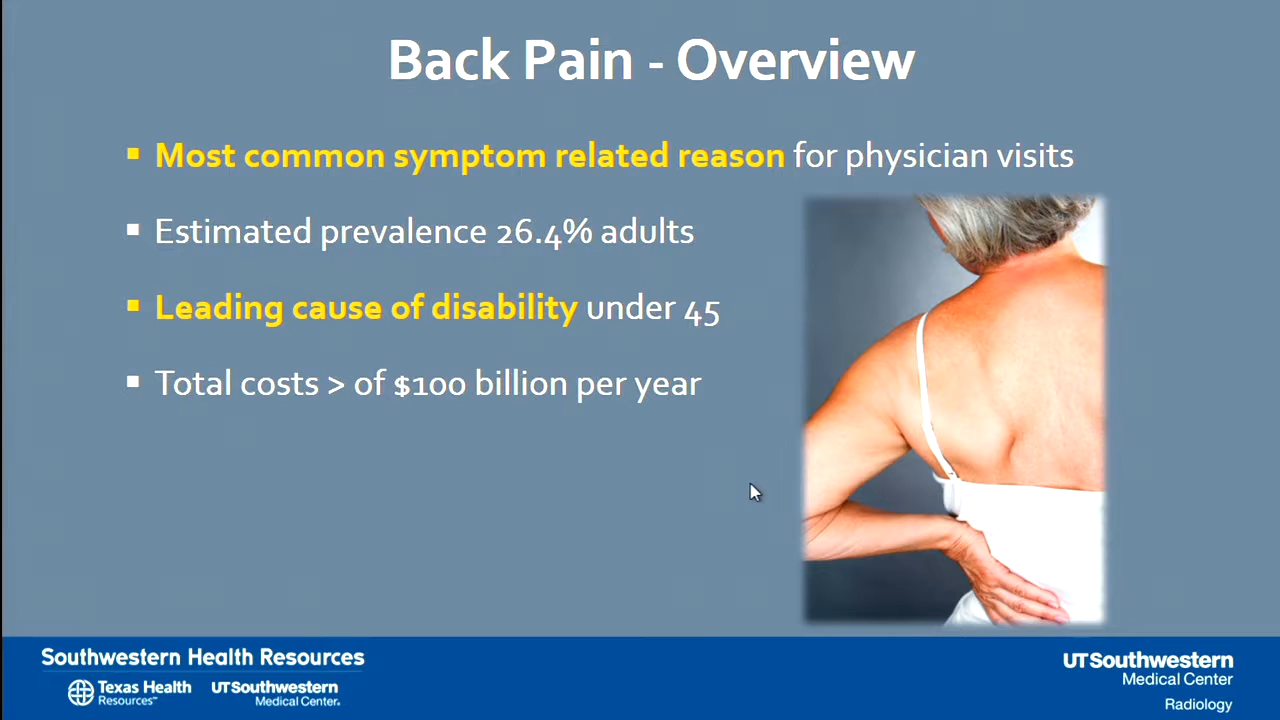 Back Pain - Overview
Most common symptom related reason for physician visits
Estimated prevalence 26.4% adults
Leading cause of disability under 45
Total costs > of $100 billion per year
Southwestern Health Resources
Texas Health
Resources™
UTSouthwestern
Medical Center®
UTSouthwestern
Medical Center
Radiology